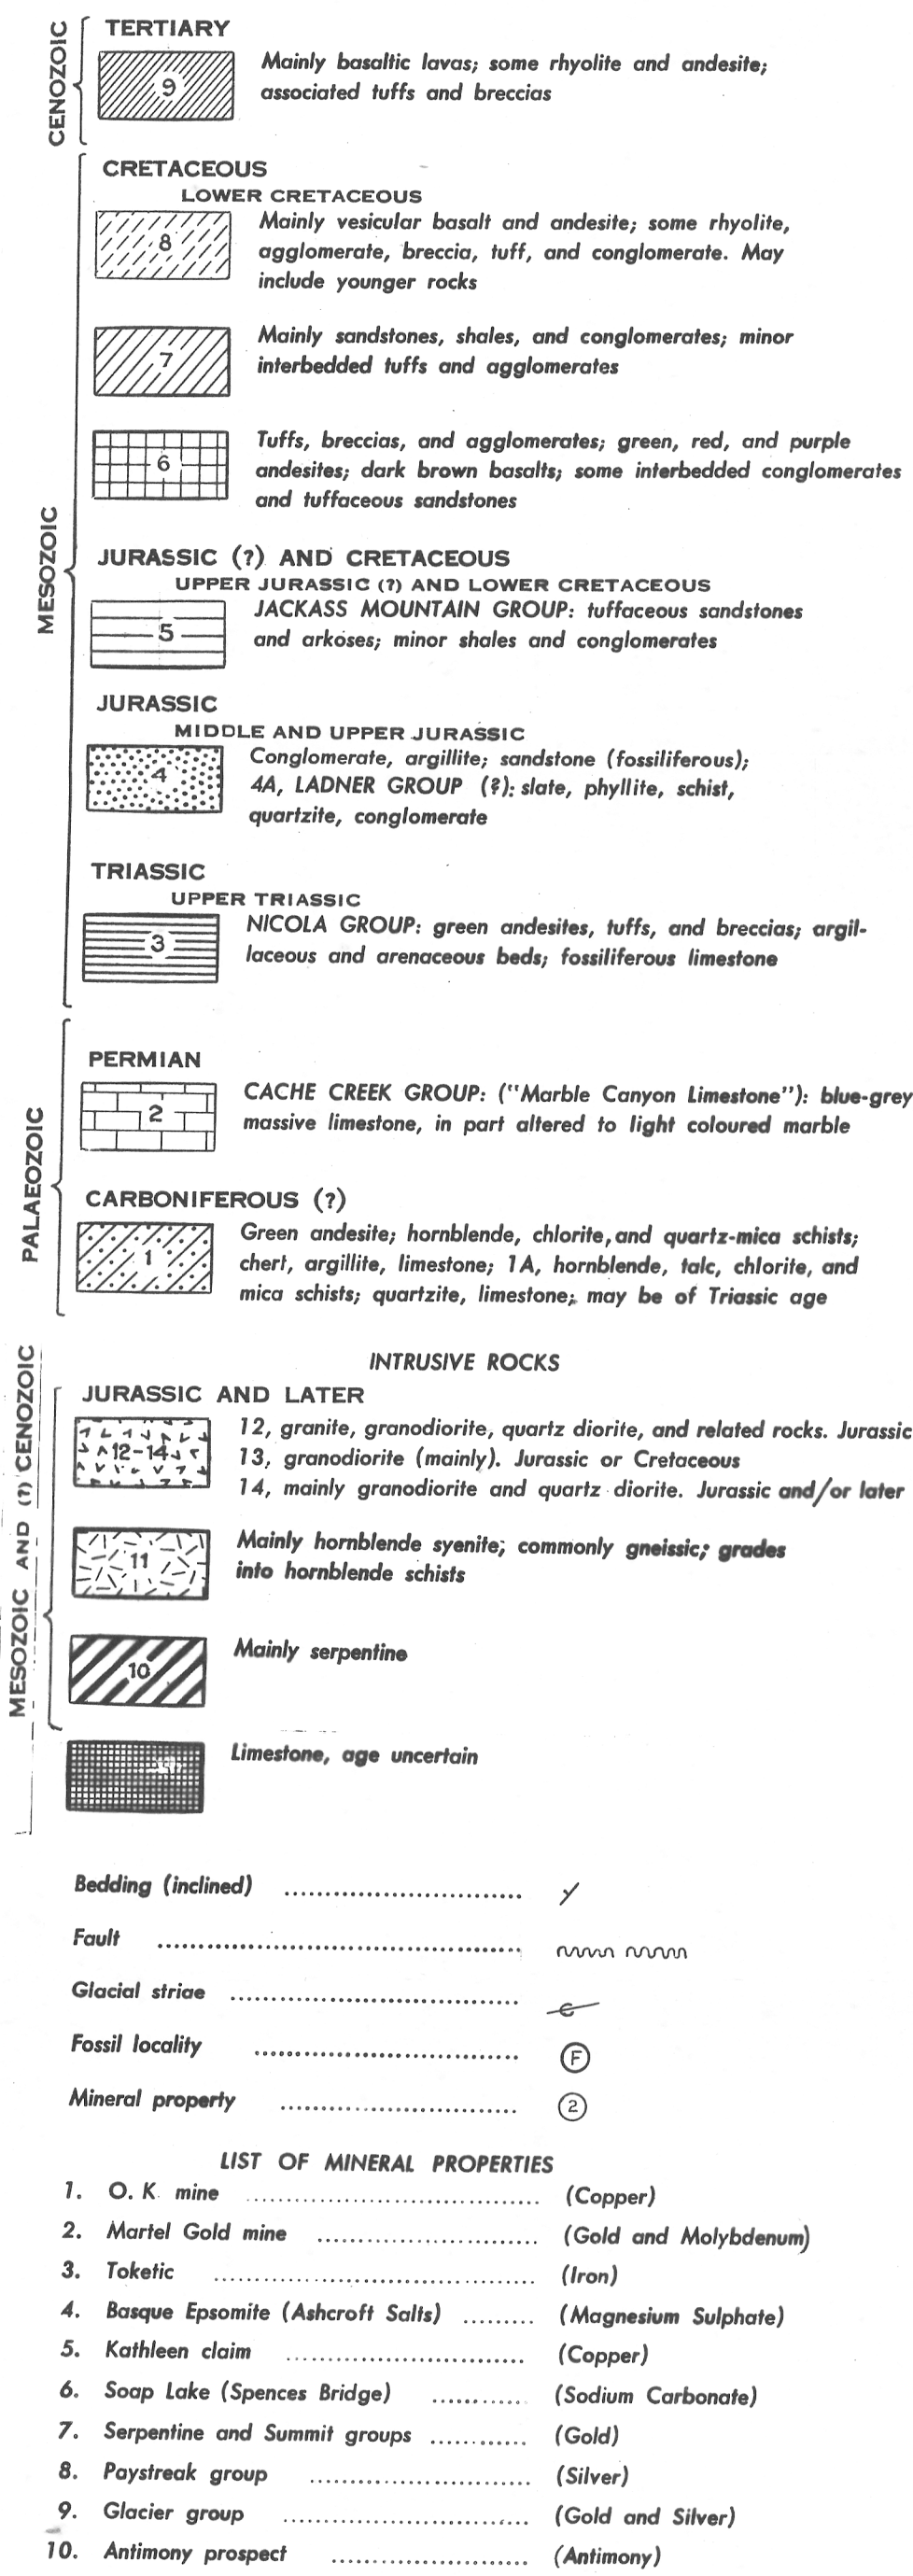 CENOZOIC
TERTIARY
9
Mainly basaltic lavas; some rhyolite and andesite;
associated tuffs and breccias
MESOZOIC
CRETACEOUS
LOWER CRETACEOUS
8
Mainly vesicular basalt and andesite; some rhyolite,
agglomerate, breccia, tuff, and conglomerate. May
include younger rocks
7
Mainly sandstones, shales, and conglomerates; minor
interbedded tuffs and agglomerates
6
Tuffs, breccias, and agglomerates; green, red, and purple
andesites; dark brown basalts; some interbedded conglomerates
and tuffaceous sandstones
JURASSIC (?) AND CRETACEOUS
UPPER JURASSIC (?) AND LOWER CRETACEOUS
5
JACKASS MOUNTAIN GROUP: tuffaceous sandstones
and arkoses; minor shales and conglomerates
JURASSIC
MIDDLE AND UPPER JURASSIC
4
Conglomerate, argillite; sandstone (fossiliferous);
4A, LADNER GROUP (?): slate, phyllite, schist,
quartzite, conglomerate
TRIASSIC
UPPER TRIASSIC
3
NICOLA GROUP: green andesites, tuffs, and breccias; argil-
laceous and arenaceous beds; fossiliferous limestone
PALAEOZOIC
PERMIAN
2
CACHE CREEK GROUP: ("Marble Canyon Limestone"): blue-grey
massive limestone, in part altered to light coloured marble
CARBONIFEROUS (?)
1
Green andesite; hornblende, chlorite, and quartz-mica schists;
chert, argillite, limestone; 1A, hornblende, talc, chlorite, and
mica schists; quartzite, limestone; may be of Triassic age
MESOZOIC AND (?) CENOZOIC
INTRUSIVE ROCKS
JURASSIC AND LATER
12-14
12, granite, granodiorite, quartz diorite, and related rocks. Jurassic
13, granodiorite (mainly). Jurassic or Cretaceous
14, mainly granodiorite and quartz diorite. Jurassic and/or later
11
Mainly hornblende syenite; commonly gneissic; grades
into hornblende schists
10
Mainly serpentine
Limestone, age uncertain
Bedding (inclined) ..............................
Fault ..............................................
Glacial striae ....................................
Fossil locality .................................
F
Mineral property ..............................
2
LIST OF MINERAL PROPERTIES
1. O. K. mine .................................... (Copper)
2. Martel Gold mine ........................... (Gold and Molybdenum)
3. Toketic ....................................... (Iron)
4. Basque Epsomite (Ashcroft Salts) ......... (Magnesium Sulphate)
5. Kathleen claim ............................. (Copper)
6. Soap Lake (Spences Bridge) ............ (Sodium Carbonate)
7. Serpentine and Summit groups ............ (Gold)
8. Paystreak group ........................... (Silver)
9. Glacier group .............................. (Gold and Silver)
10. Antimony prospect ........................ (Antimony)